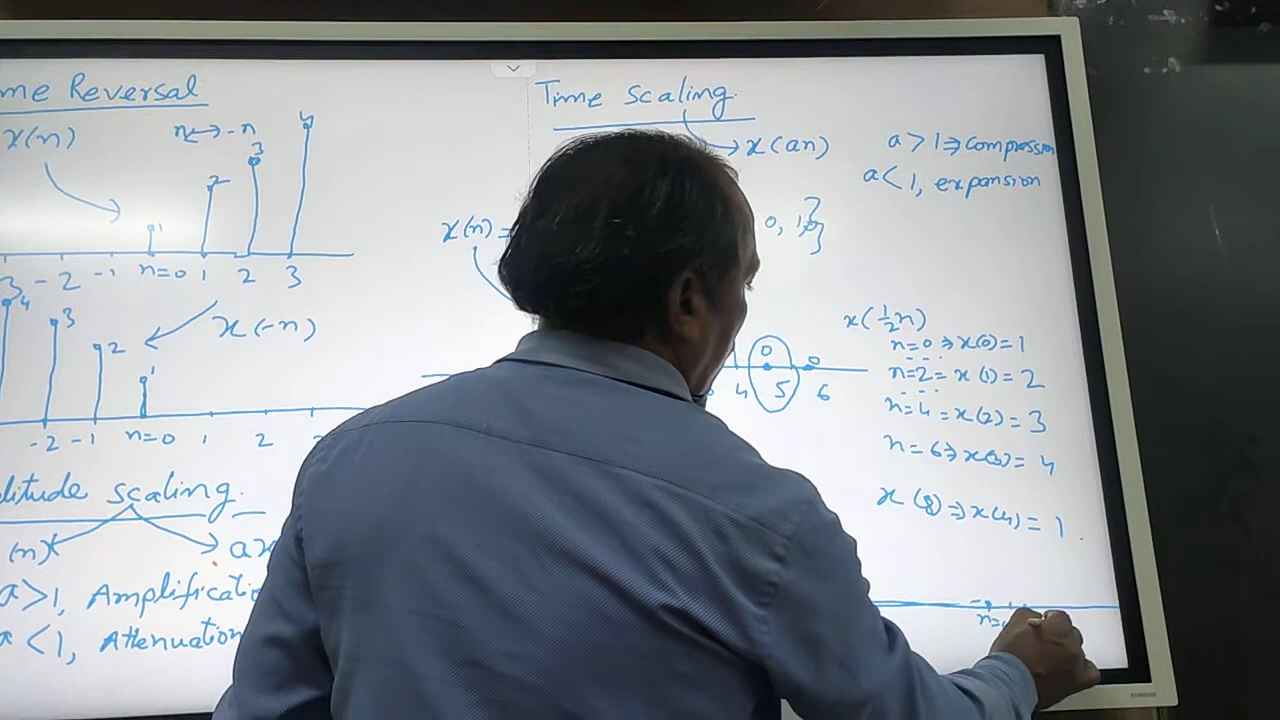 me Reversal
x(n)
n↔-n
1
2
3
4
3 -2 -1 n=0 1 2 3
x(-n)
4
3
2
1
-2 -1 n=0 1 2
litude scaling.
(n)
ax
a>1, Amplificati
a<1, Attenuation
Time scaling.
x(an)
a>1⇒compression
a<1, expansion
x(n)=
0, 1,
}
0 0
4 5 6
x(½n)
n=0⇒x(0)=1
n=2=x(1)=2
n=4=x(2)=3
n=6⇒x(3)=4
x(8)⇒x(4)=1
n=
SAMSUNG